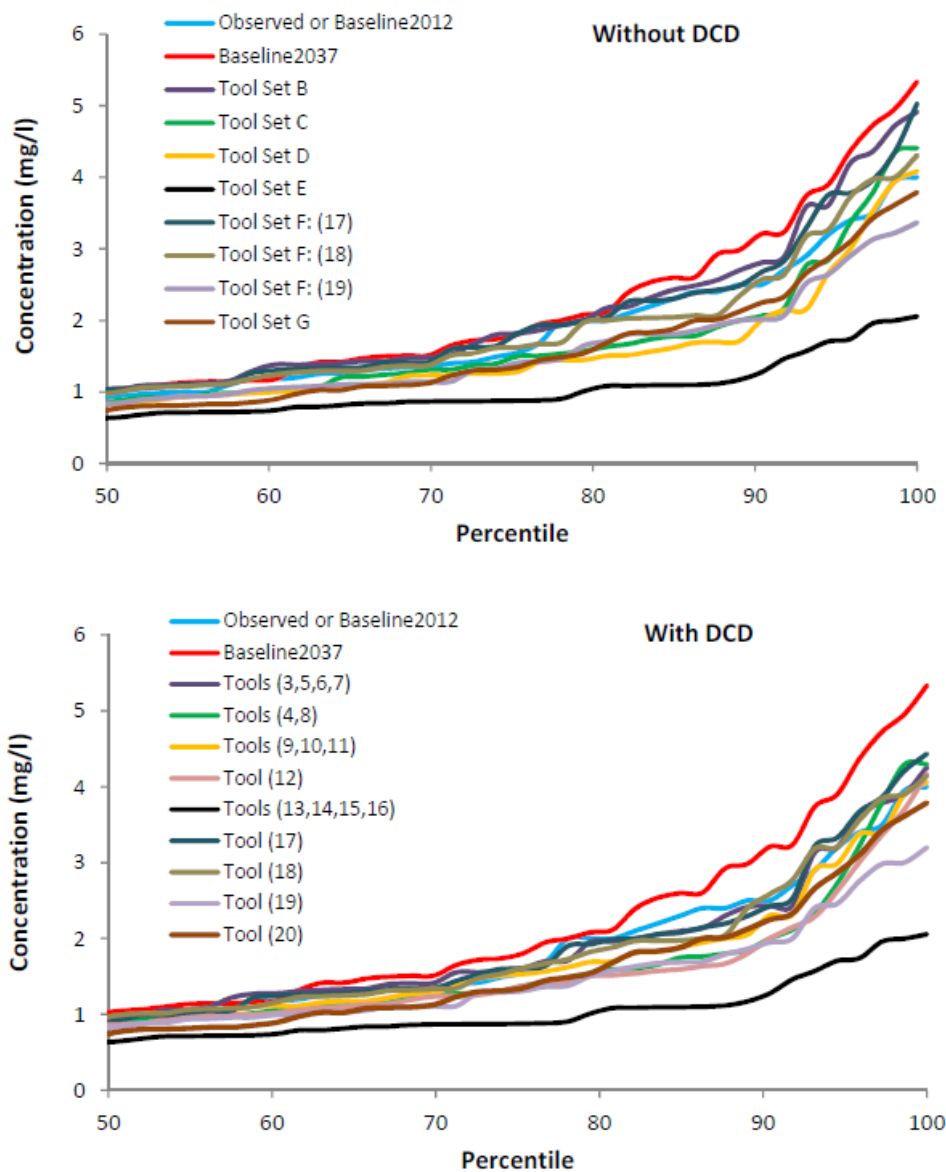 Without DCD
Observed or Baseline2012
Baseline2037
Tool Set B
Tool Set C
Tool Set D
Tool Set E
Tool Set F: (17)
Tool Set F: (18)
Tool Set F: (19)
Tool Set G
Concentration (mg/l)
6
5
4
3
2
1
0
50 60 70 80 90 100
Percentile
With DCD
Observed or Baseline2012
Baseline2037
Tools (3,5,6,7)
Tools (4,8)
Tools (9,10,11)
Tool (12)
Tools (13,14,15,16)
Tool (17)
Tool (18)
Tool (19)
Tool (20)
Concentration (mg/l)
6
5
4
3
2
1
0
50 60 70 80 90 100
Percentile